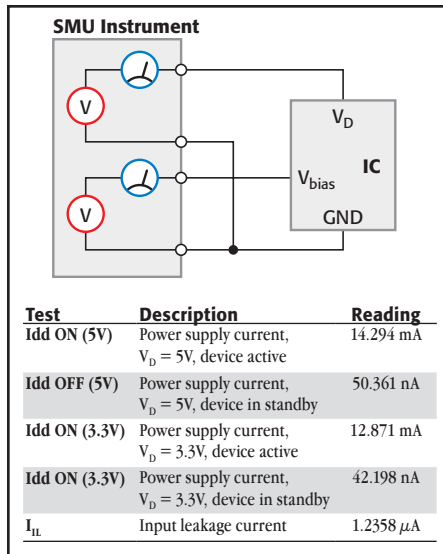 SMU Instrument
V
V
V_D
IC
V_bias
GND
Test Description Reading
Idd ON (5V) Power supply current, 14.294 mA
V_D = 5V, device active
Idd OFF (5V) Power supply current, 50.361 nA
V_D = 5V, device in standby
Idd ON (3.3V) Power supply current, 12.871 mA
V_D = 3.3V, device active
Idd ON (3.3V) Power supply current, 42.198 nA
V_D = 3.3V, device in standby
I_IL Input leakage current 1.2358 μA